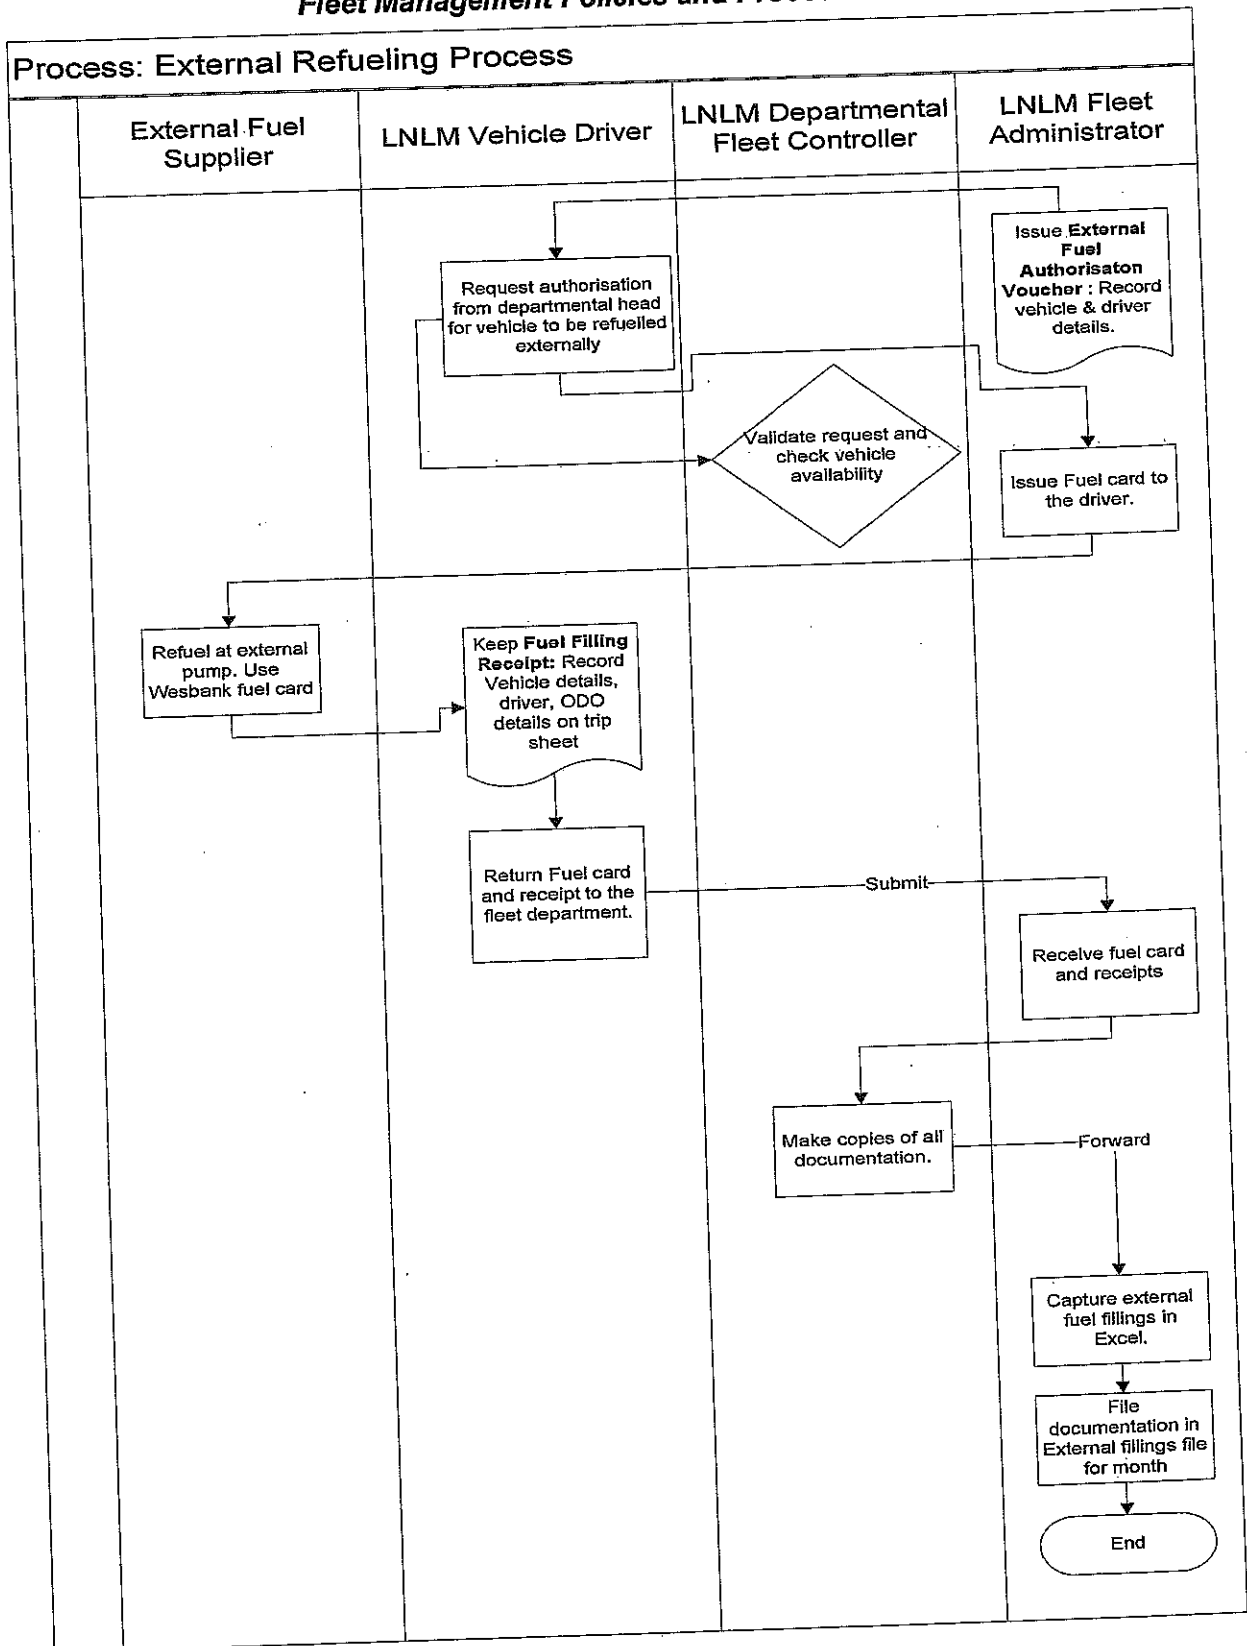 Fleet Management Policies and
Process: External Refueling Process
External Fuel
Supplier
LNLM Vehicle Driver
LNLM Departmental
Fleet Controller
LNLM Fleet
Administrator
Issue External
Fuel
Authorisaton
Voucher : Record
vehicle & driver
details.
Request authorisation
from departmental head
for vehicle to be refuelled
externally
Validate request and
check vehicle
availability
Issue Fuel card to
the driver.
Refuel at external
pump. Use
Wesbank fuel card
Keep Fuel Filling
Receipt: Record
Vehicle details,
driver, ODO
details on trip
sheet
Return Fuel card
and receipt to the
fleet department.
Submit
Receive fuel card
and receipts
Make copies of all
documentation.
Forward
Capture external
fuel fillings in
Excel.
File
documentation in
External fillings file
for month
End